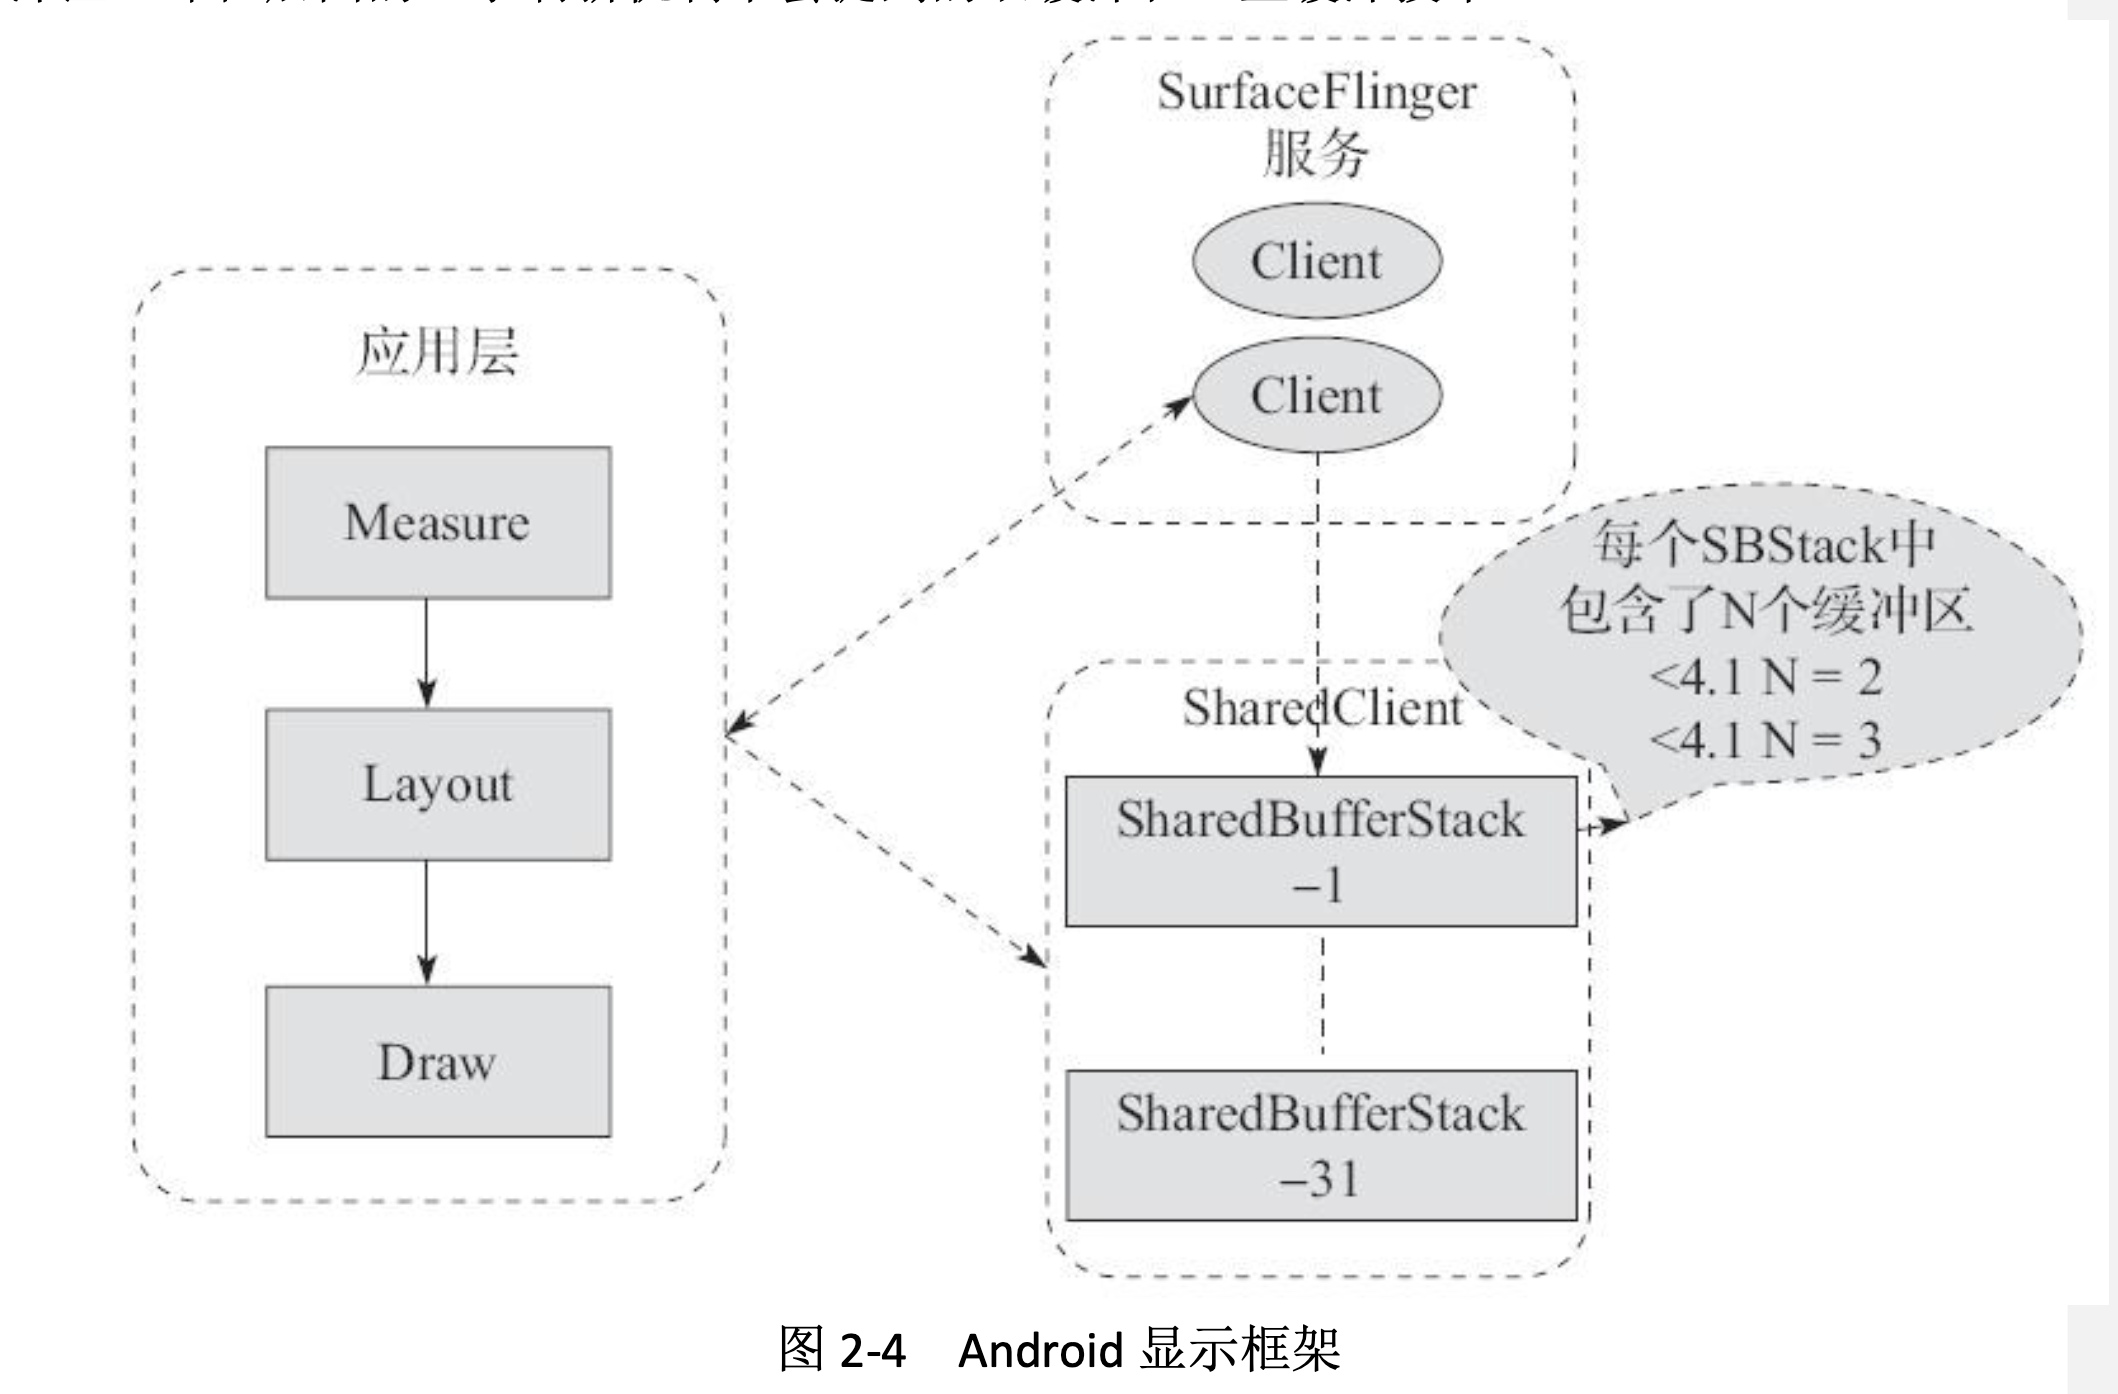 应用层
Measure
Layout
Draw
SurfaceFlinger
服务
Client
Client
SharedClient
SharedBufferStack
–1
SharedBufferStack
–31
每个SBStack中
包含了N个缓冲区
<4.1 N = 2
<4.1 N = 3
图 2-4 Android 显示框架